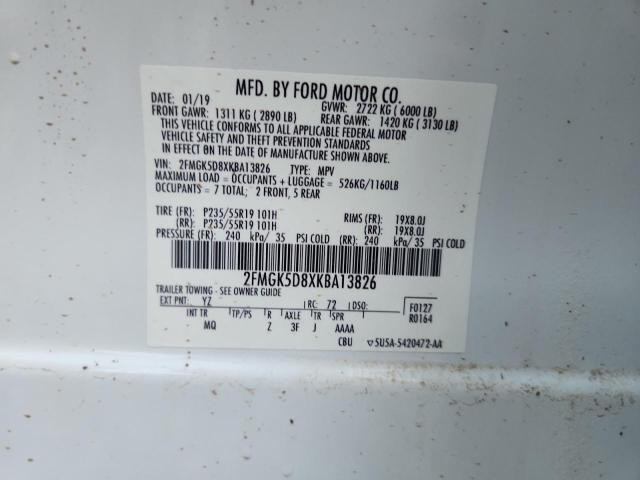 MFD. BY FORD MOTOR CO.
DATE: 01/19 GVWR: 2722 KG (6000 LB)
FRONT GAWR: 1311 KG (2890 LB) REAR GAWR: 1420 KG (3130 LB)
THIS VEHICLE CONFORMS TO ALL APPLICABLE FEDERAL MOTOR
VEHICLE SAFETY AND THEFT PREVENTION STANDARDS
IN EFFECT ON THE DATE OF MANUFACTURE SHOWN ABOVE.
VIN: 2FMGK5D8XKBA13826 TYPE: MPV
MAXIMUM LOAD = OCCUPANTS + LUGGAGE = 526KG/1160LB
OCCUPANTS = 7 TOTAL; 2 FRONT, 5 REAR
TIRE (FR): P235/55R19 101H RIMS (FR): 19X8.0J
(RR): P235/55R19 101H (RR): 19X8.0J
PRESSURE (FR): 240 kPa/ 35 PSI COLD (RR): 240 kPa/ 35 PSI COLD
2FMGK5D8XKBA13826
TRAILER TOWING - SEE OWNER GUIDE
EXT PNT: YZ RC: 72 DSO: F0127
INT TR TP/PS R AXLE TR SPR R0164
MQ Z 3F J AAAA
CBU ▽5U5A-5420472-AA